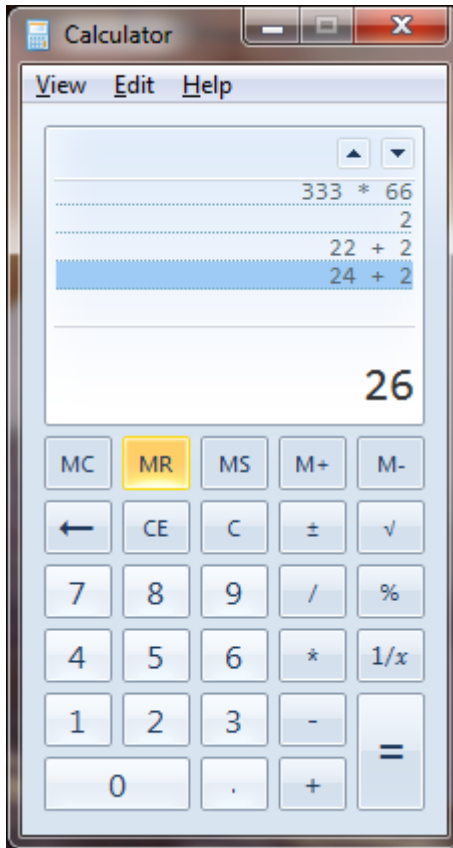 Calculator
View Edit Help
333 * 66
2
22 + 2
24 + 2
26
MC MR MS M+ M-
← CE C ± √
7 8 9 / %
4 5 6 * 1/x
1 2 3 - =
0 . +